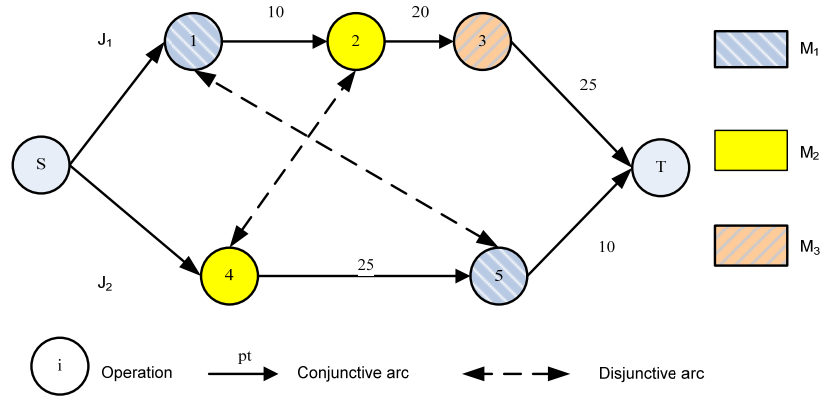 J₁
1
10
2
20
3
25
M₁
S
T
M₂
J₂
4
25
5
10
M₃
i Operation
pt Conjunctive arc
Disjunctive arc